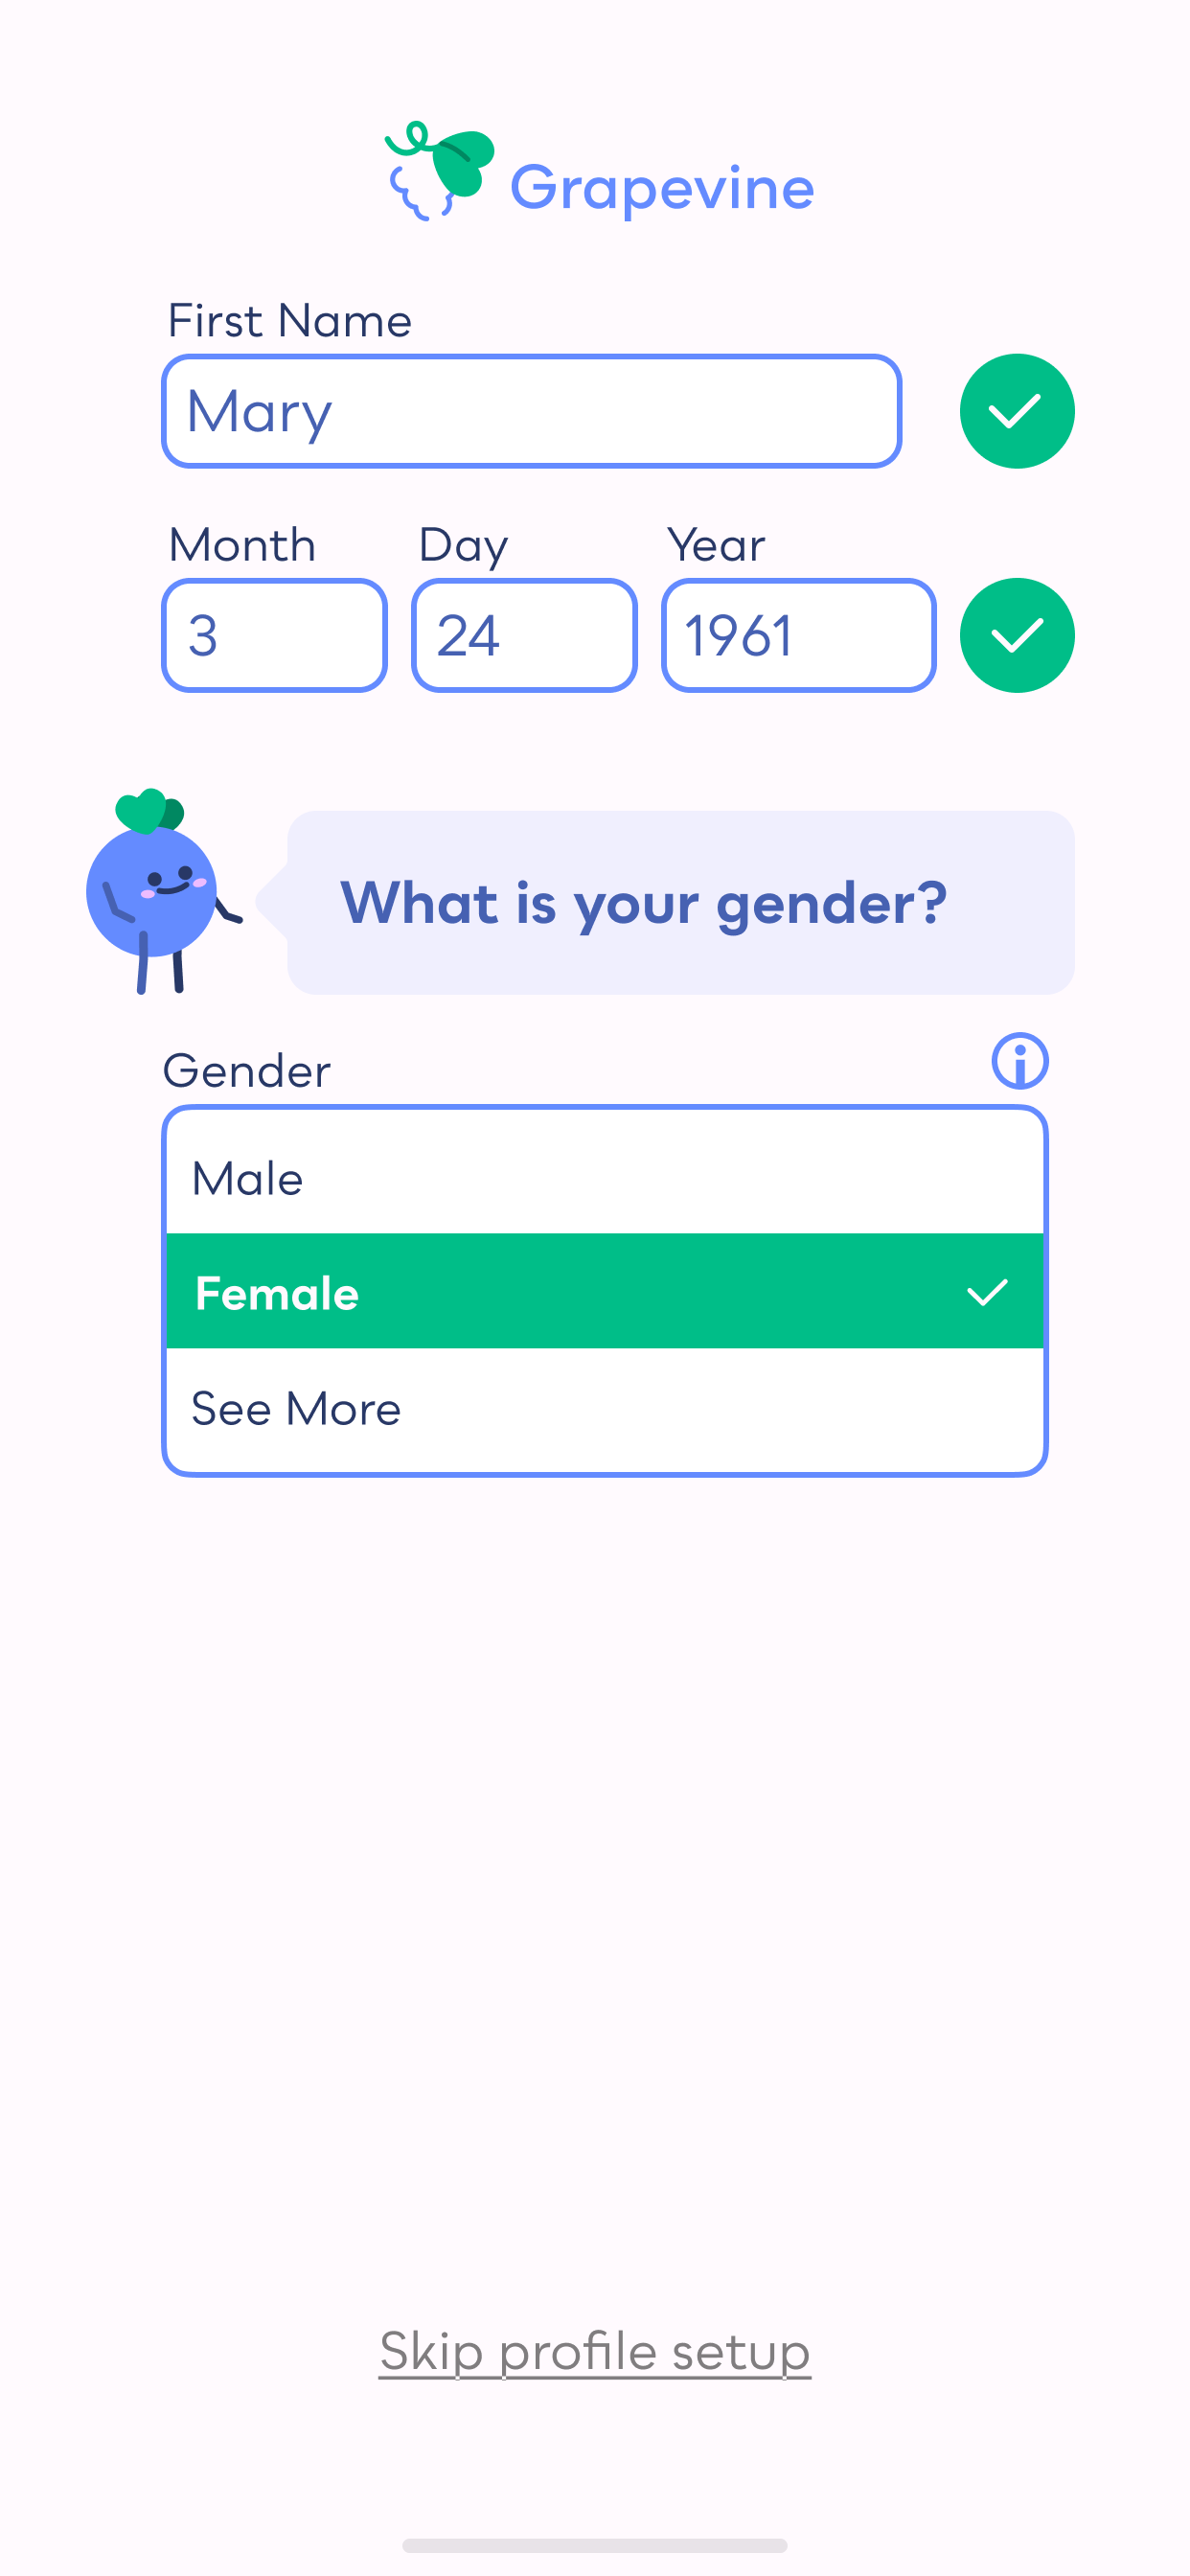 Grapevine
First Name
Mary
Month Day Year
3 24 1961
What is your gender?
Gender
Male
Female
See More
Skip profile setup